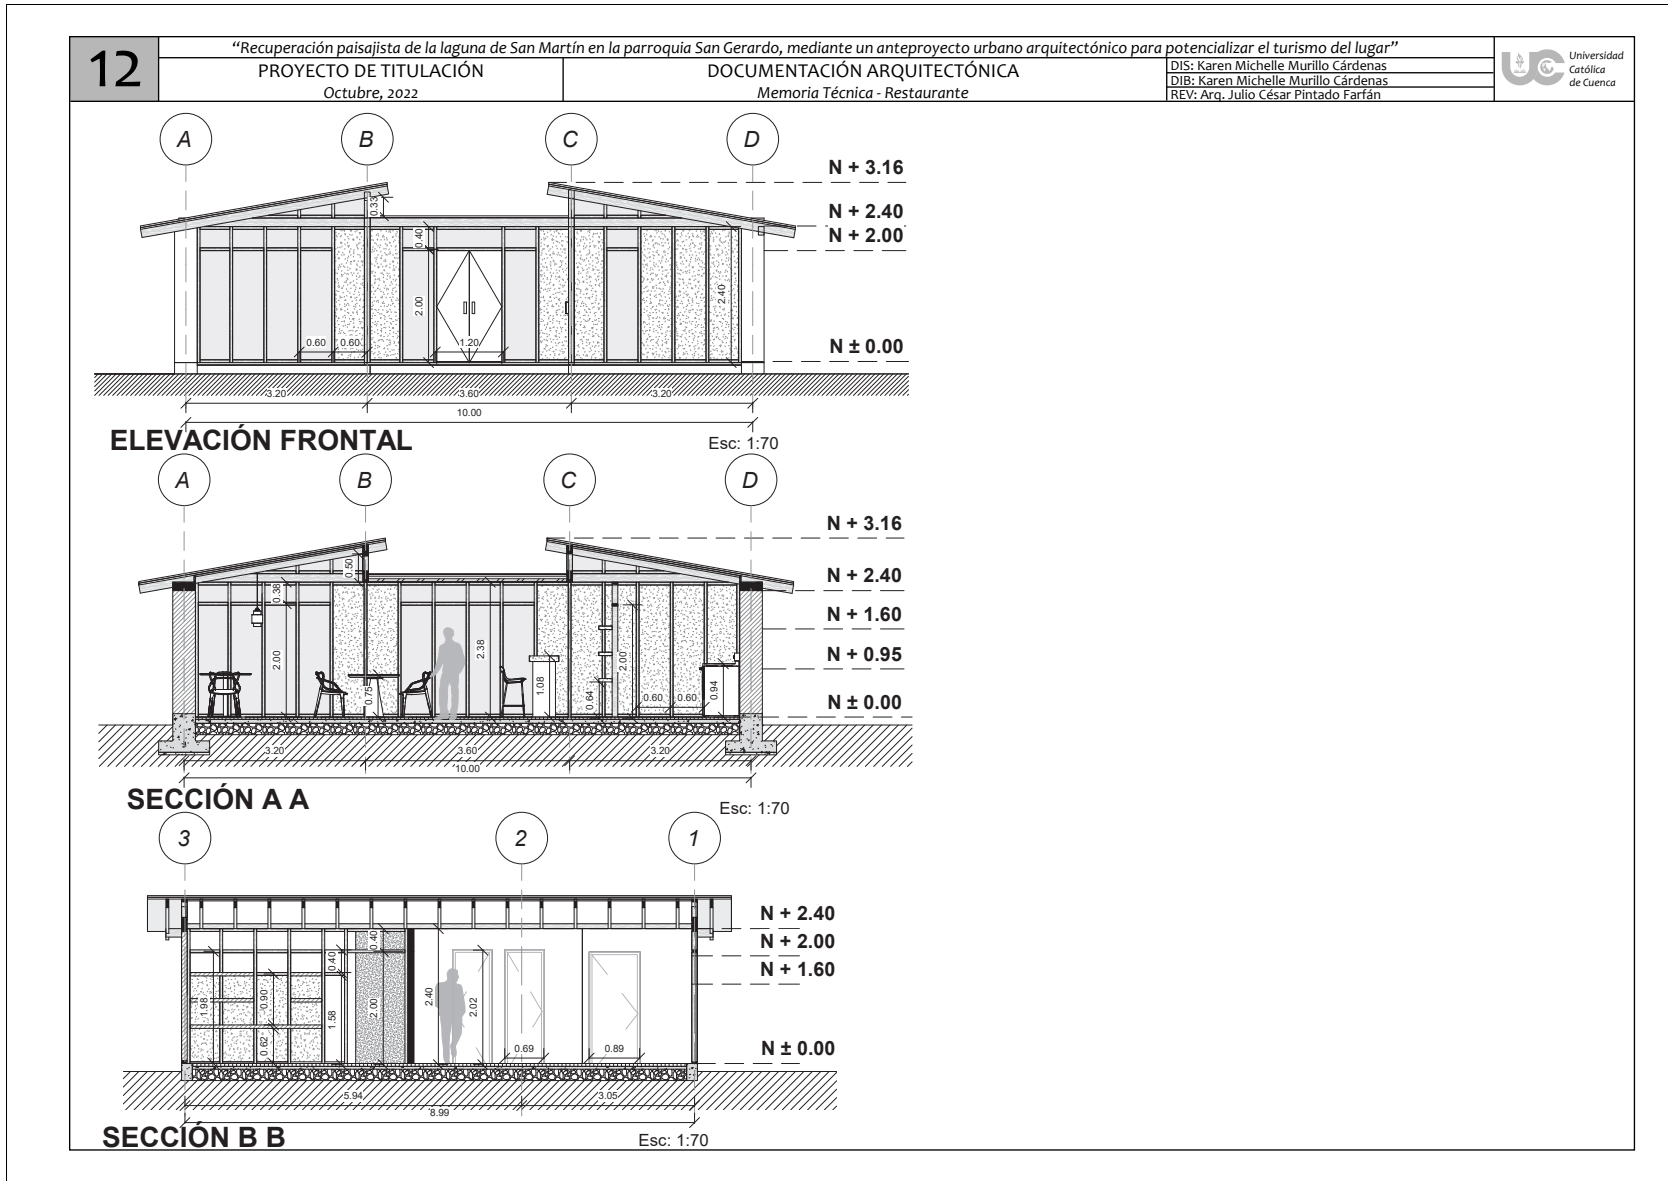 12
“Recuperación paisajista de la laguna de San Martín en la parroquia San Gerardo, mediante un anteproyecto urbano arquitectónico para potencializar el turismo del lugar”
PROYECTO DE TITULACIÓN
Octubre, 2022
DOCUMENTACIÓN ARQUITECTÓNICA
Memoria Técnica - Restaurante
DIS: Karen Michelle Murillo Cárdenas
DIB: Karen Michelle Murillo Cárdenas
REV: Arq. Julio César Pintado Farfán
UC
Universidad
Católica
de Cuenca
A B C D
N + 3.16
0.33
N + 2.40
N + 2.00
0.40
2.00
2.40
0.60 0.60 1.20
N ± 0.00
3.20 3.60 3.20
10.00
ELEVACIÓN FRONTAL
Esc: 1:70
A B C D
N + 3.16
0.50
N + 2.40
0.38
N + 1.60
2.00 2.38 2.00
N + 0.95
0.75 1.08 0.64 0.60 0.60 0.94
N ± 0.00
3.20 3.60 3.20
10.00
SECCIÓN A A
Esc: 1:70
3 2 1
N + 2.40
0.40
N + 2.00
0.40
N + 1.60
1.98 0.90 1.58 2.00 2.40 2.02
0.62 0.69 0.89
N ± 0.00
5.94 3.05
8.99
SECCIÓN B B
Esc: 1:70